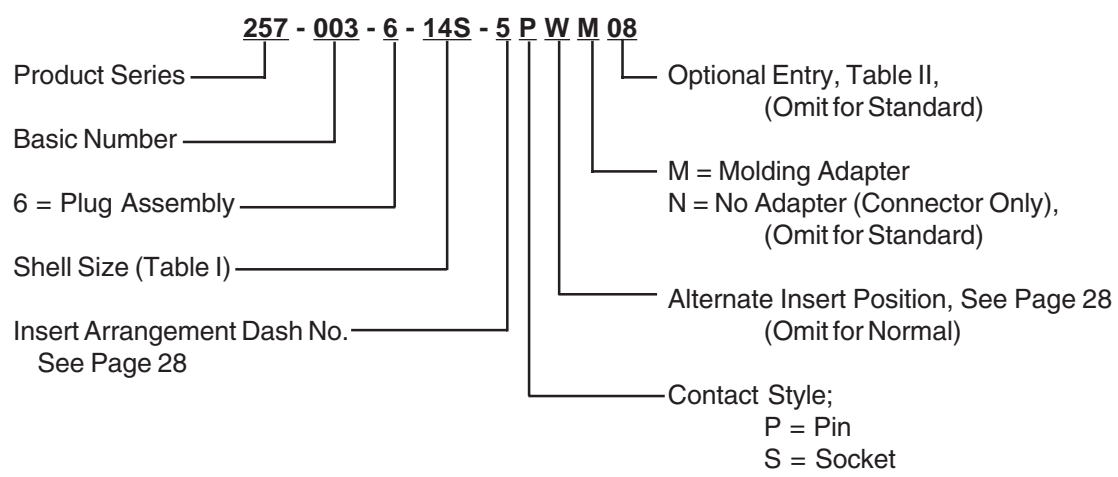 257 - 003 - 6 - 14S - 5 P W M 08
Product Series
Basic Number
6 = Plug Assembly
Shell Size (Table I)
Insert Arrangement Dash No.
See Page 28
Optional Entry, Table II,
(Omit for Standard)
M = Molding Adapter
N = No Adapter (Connector Only),
(Omit for Standard)
Alternate Insert Position, See Page 28
(Omit for Normal)
Contact Style;
P = Pin
S = Socket